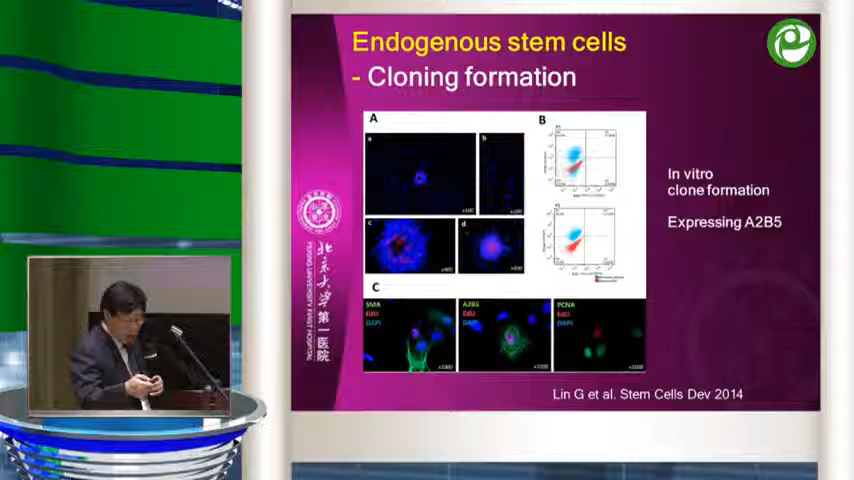 Endogenous stem cells
- Cloning formation
A
B
a
b
c
d
C
SMA
EdU
DAPI
A2B5
EdU
DAPI
PCNA
EdU
DAPI
In vitro
clone formation
Expressing A2B5
北京大学第一医院
PEKING UNIVERSITY FIRST HOSPITAL
Lin G et al. Stem Cells Dev 2014